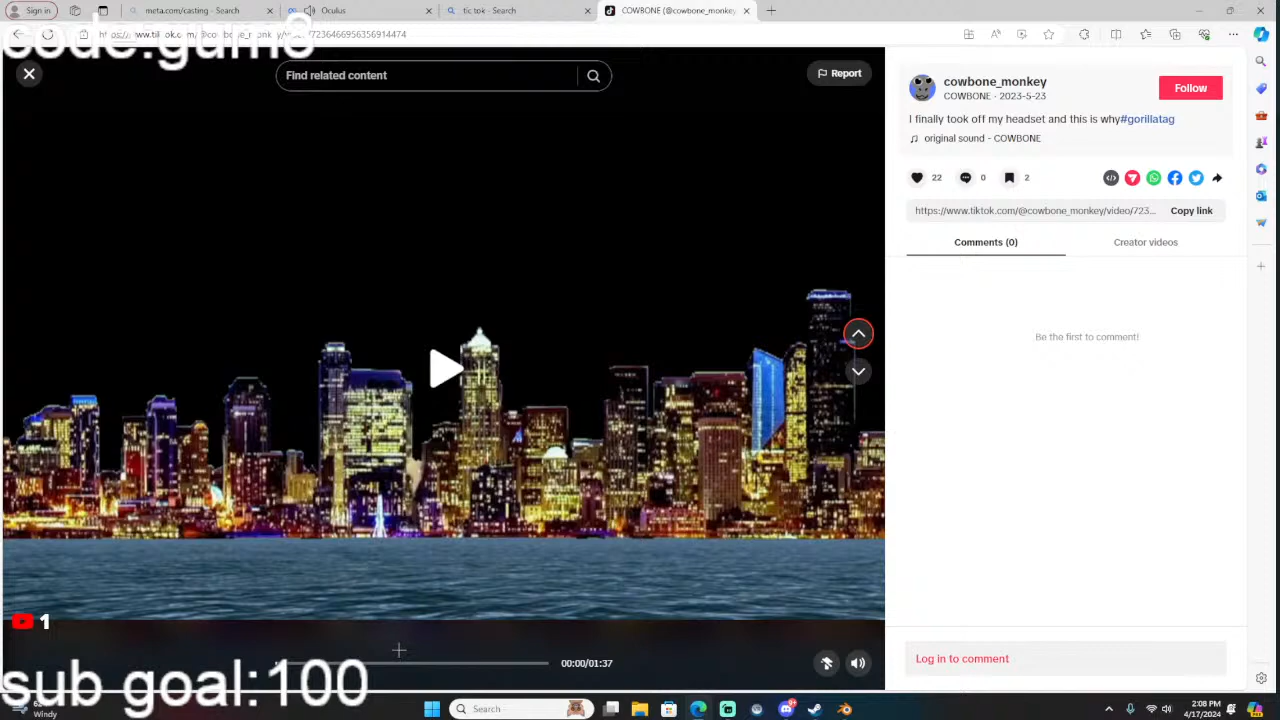 Sign in
meta.com/casting - Search
Oculus
tic tok - Search
COWBONE (@cowbone_monkey
code:gumo
Find related content
Report
cowbone_monkey
COWBONE · 2023-5-23
Follow
I finally took off my headset and this is why#gorillatag
original sound - COWBONE
22
0
2
https://www.tiktok.com/@cowbone_monkey/video/723...
Copy link
Comments (0)
Creator videos
Be the first to comment!
1
00:00/01:37
Log in to comment
sub goal:100
Windy
Search
2:08 PM
4/17/2024